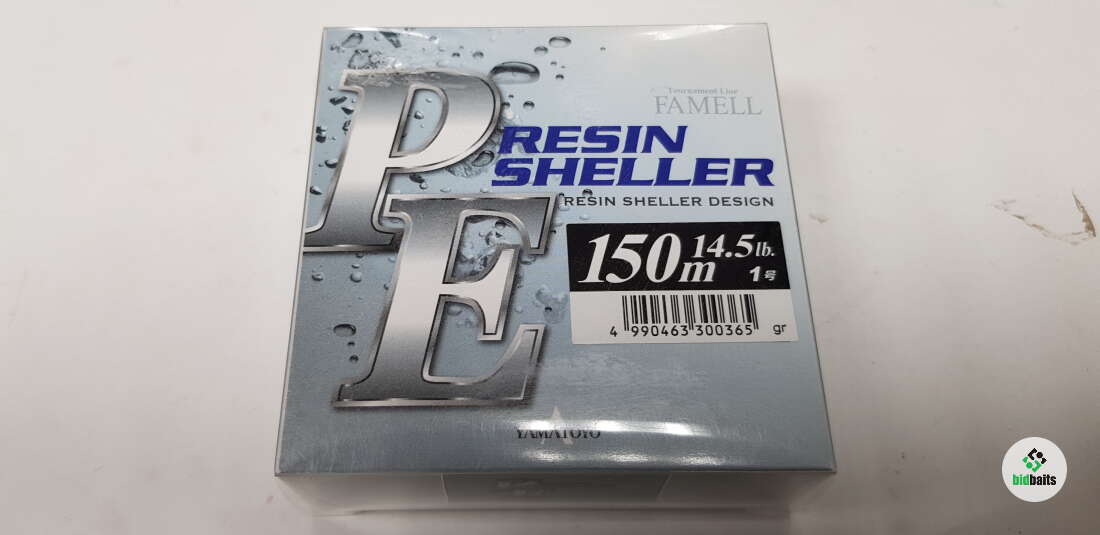 PE
Tournament Line
FAMELL
RESIN
SHELLER
RESIN SHELLER DESIGN
150m 14.5lb.
1号
4 990463 300365 gr
YAMATOYO
bidbaits